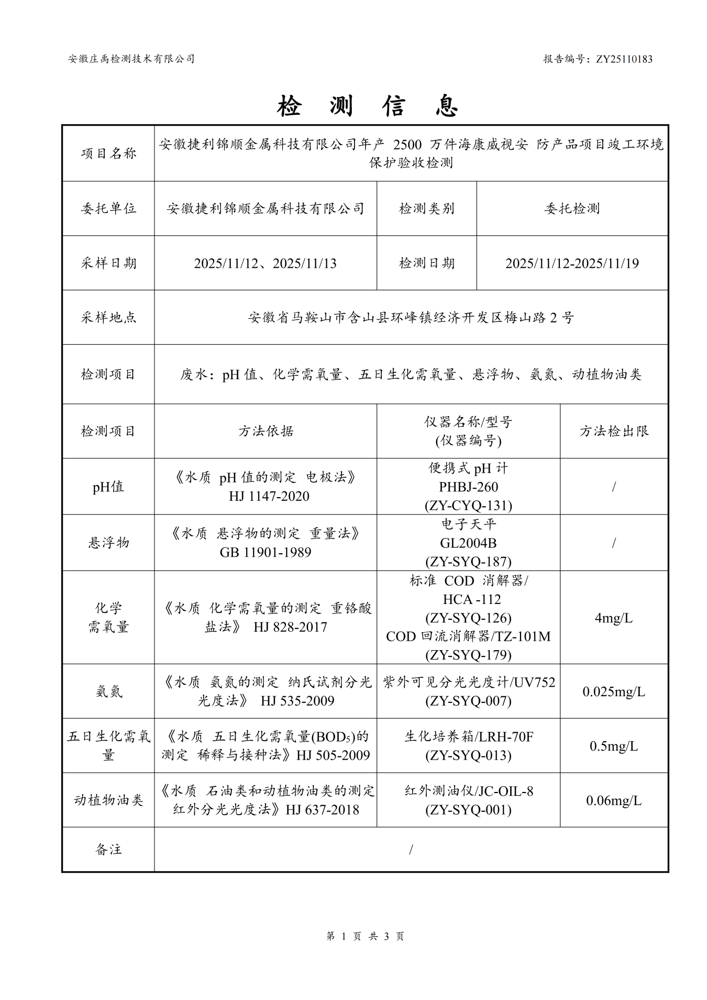 安徽庄禹检测技术有限公司
报告编号：ZY25110183
检 测 信 息
项目名称
安徽捷利锦顺金属科技有限公司年产 2500 万件海康威视安 防产品项目竣工环境
保护验收检测
委托单位
安徽捷利锦顺金属科技有限公司
检测类别
委托检测
采样日期
2025/11/12、2025/11/13
检测日期
2025/11/12-2025/11/19
采样地点
安徽省马鞍山市含山县环峰镇经济开发区梅山路 2 号
检测项目
废水：pH 值、化学需氧量、五日生化需氧量、悬浮物、氨氮、动植物油类
检测项目
方法依据
仪器名称/型号
(仪器编号)
方法检出限
pH值
《水质 pH 值的测定 电极法》
HJ 1147-2020
便携式 pH 计
PHBJ-260
(ZY-CYQ-131)
/
悬浮物
《水质 悬浮物的测定 重量法》
GB 11901-1989
电子天平
GL2004B
(ZY-SYQ-187)
/
化学
需氧量
《水质 化学需氧量的测定 重铬酸
盐法》 HJ 828-2017
标准 COD 消解器/
HCA -112
(ZY-SYQ-126)
COD 回流消解器/TZ-101M
(ZY-SYQ-179)
4mg/L
氨氮
《水质 氨氮的测定 纳氏试剂分光
光度法》 HJ 535-2009
紫外可见分光光度计/UV752
(ZY-SYQ-007)
0.025mg/L
五日生化需氧
量
《水质 五日生化需氧量(BOD₅)的
测定 稀释与接种法》HJ 505-2009
生化培养箱/LRH-70F
(ZY-SYQ-013)
0.5mg/L
动植物油类
《水质 石油类和动植物油类的测定
红外分光光度法》HJ 637-2018
红外测油仪/JC-OIL-8
(ZY-SYQ-001)
0.06mg/L
备注
/
第 1 页 共 3 页